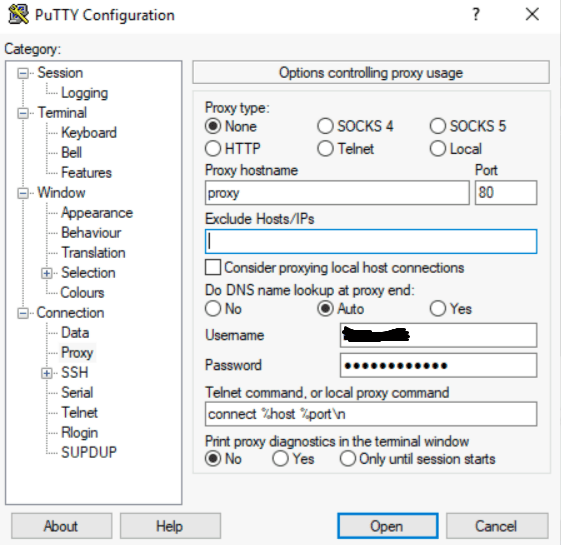 PuTTY Configuration
?
Category:
Session
Logging
Terminal
Keyboard
Bell
Features
Window
Appearance
Behaviour
Translation
Selection
Colours
Connection
Data
Proxy
SSH
Serial
Telnet
Rlogin
SUPDUP
Options controlling proxy usage
Proxy type:
None SOCKS 4 SOCKS 5
HTTP Telnet Local
Proxy hostname Port
proxy 80
Exclude Hosts/IPs
Consider proxying local host connections
Do DNS name lookup at proxy end:
No Auto Yes
Username
Password ••••••••••••
Telnet command, or local proxy command
connect %host %port\n
Print proxy diagnostics in the terminal window
No Yes Only until session starts
About Help Open Cancel